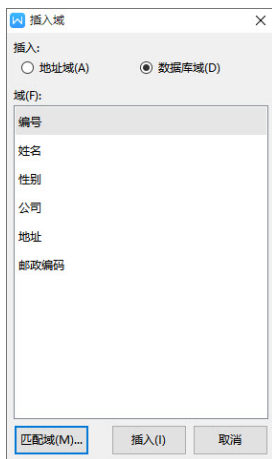 插入域
插入:
地址域(A) 数据库域(D)
域(F):
编号
姓名
性别
公司
地址
邮政编码
匹配域(M)... 插入(I) 取消